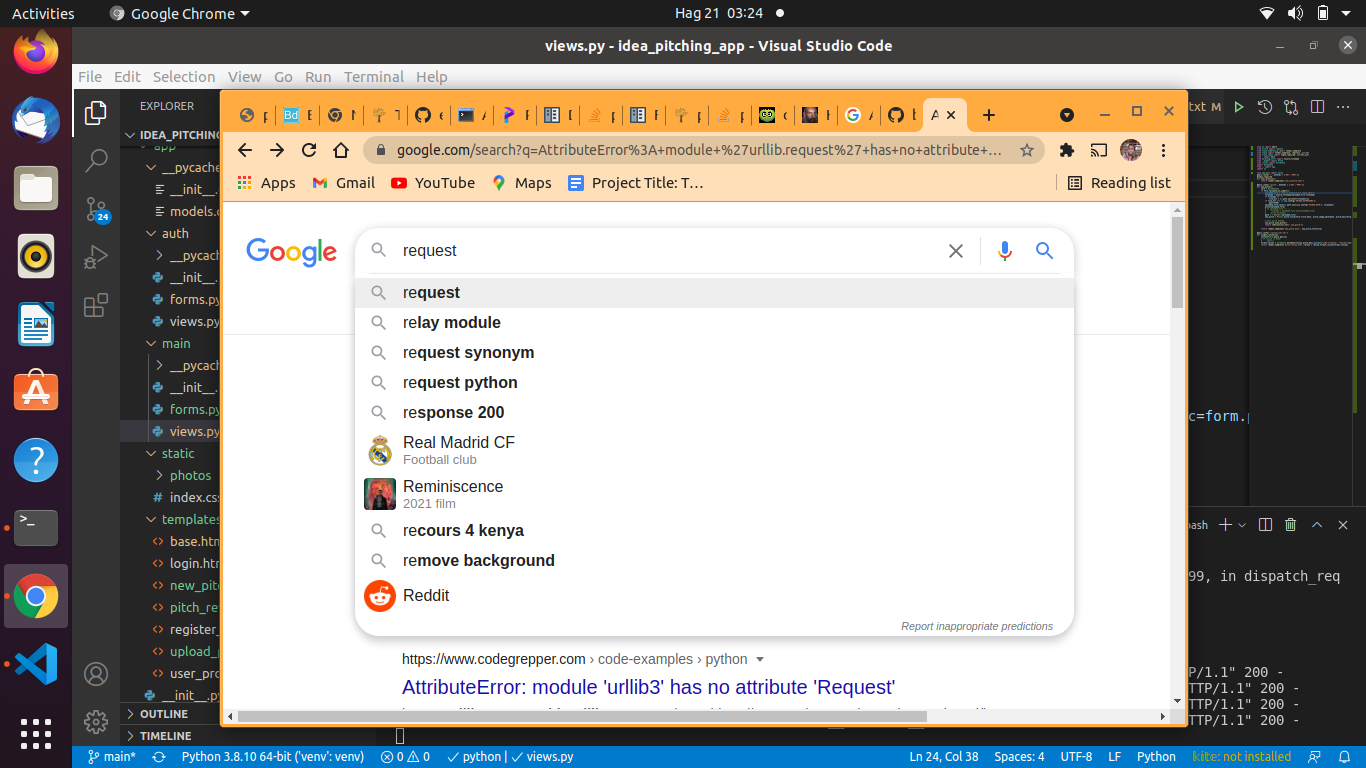 Activities
Google Chrome
Hag 21 03:24
views.py - idea_pitching_app - Visual Studio Code
File Edit Selection View Go Run Terminal Help
EXPLORER
IDEA_PITCHING
app
__pycache
__init__.
models.c
auth
__pycach
__init__.
forms.py
views.py
main
__pycach
__init__.
forms.py
views.py
static
photos
index.css
templates
base.htm
login.htm
new_pit
pitch_re
register_
upload_p
user_pro
__init__.py
OUTLINE
TIMELINE
24
txt M
google.com/search?q=AttributeError%3A+module+%27urllib.request%27+has+no+attribute+...
Apps
Gmail
YouTube
Maps
Project Title: T...
Reading list
Google
request
request
relay module
request synonym
request python
response 200
Real Madrid CF
Football club
Reminiscence
2021 film
recours 4 kenya
remove background
Reddit
Report inappropriate predictions
https://www.codegrepper.com › code-examples › python
AttributeError: module 'urllib3' has no attribute 'Request'
c=form.p
bash
99, in dispatch_req
P/1.1" 200 -
TTP/1.1" 200 -
TTP/1.1" 200 -
TTP/1.1" 200 -
main*
Python 3.8.10 64-bit ('venv': venv)
0
0
python |
views.py
Ln 24, Col 38
Spaces: 4
UTF-8
LF
Python
kite: not installed